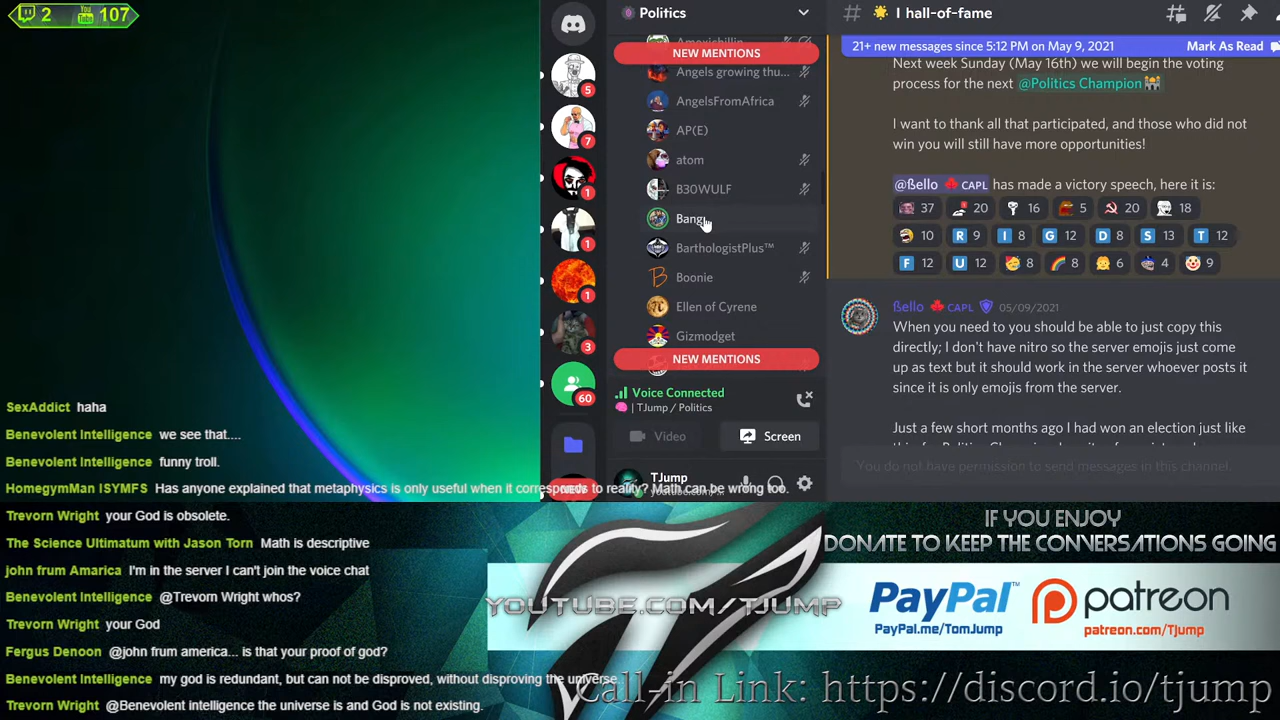 2
You Tube 107
SexAddict haha
Benevolent Intelligence we see that....
Benevolent Intelligence funny troll.
HomegymMan ISYMFS Has anyone explained that metaphysics is only useful when it corresponds to reality? Math can be wrong too.
Trevorn Wright your God is obsolete.
The Science Ultimatum with Jason Torn Math is descriptive
john frum Amarica I'm in the server I can't join the voice chat
Benevolent Intelligence @Trevorn Wright whos?
Trevorn Wright your God
Fergus Denoon @john frum america... is that your proof of god?
Benevolent Intelligence my god is redundant, but can not be disproved, without disproving the universe.
Trevorn Wright @Benevolent intelligence the universe is and God is not existing.
5
7
1
1
1
3
60
NEW
Politics
NEW MENTIONS
Angels growing thu...
AngelsFromAfrica
AP(E)
atom
B30WULF
BarthologistPlus™
Boonie
Ellen of Cyrene
Gizmodget
NEW MENTIONS
Voice Connected
| TJump / Politics
Video
Screen
TJump
# I hall-of-fame
21+ new messages since 5:12 PM on May 9, 2021 Mark As Read
Next week Sunday (May 16th) we will begin the voting
process for the next @Politics Champion
I want to thank all that participated, and those who did not
win you will still have more opportunities!
@ßello CAPL has made a victory speech, here it is:
37 20 16 5 20 18
10 R 9 I 8 G 12 D 8 S 13 T 12
F 12 U 12 8 8 6 4 9
ßello CAPL 05/09/2021
When you need to you should be able to just copy this
directly; I don't have nitro so the server emojis just come
up as text but it should work in the server whoever posts it
since it is only emojis from the server.
Just a few short months ago I had won an election just like
You do not have permission to send messages in this channel.
IF YOU ENJOY
DONATE TO KEEP THE CONVERSATIONS GOING
YOUTUBE.COM/TJUMP
PayPal™
PayPal.me/TomJump
patreon
patreon.com/Tjump
Call-in Link: https://discord.io/tjump